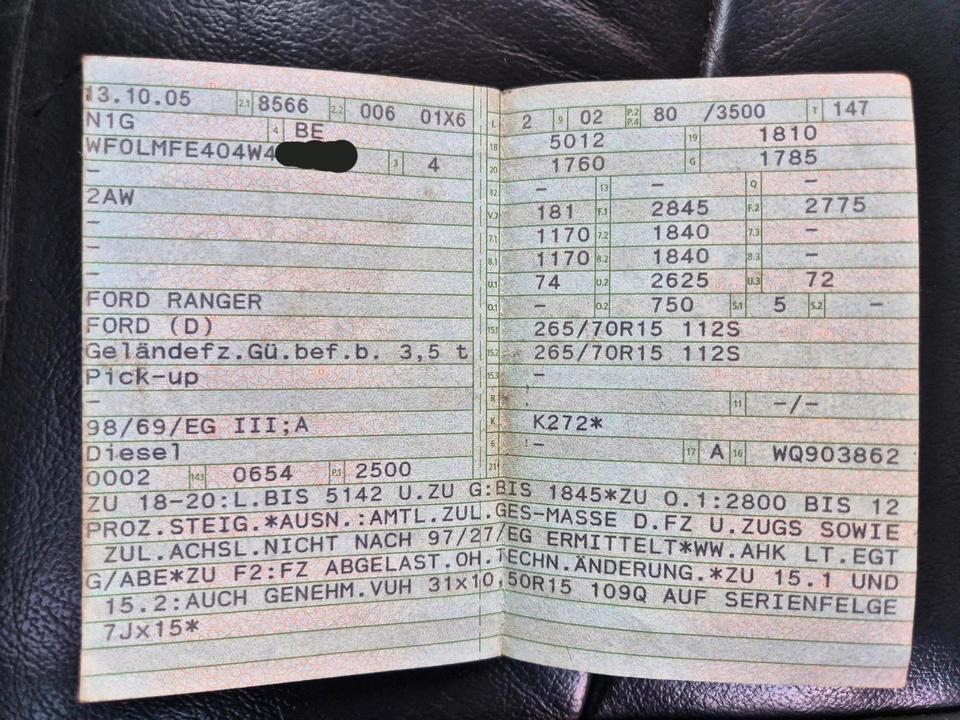 13.10.05 2.1 8566 2.2 006 01X6
N1G 4 BE
WF0LMFE404W4 3 4
–
2AW
–
–
–
FORD RANGER
FORD (D)
Geländefz.Gü.bef.b. 3,5 t
Pick-up
–
98/69/EG III;A
Diesel
0002 14.1 0654 P.1 2500
L 2 9 02 P.2 P.4 80 /3500 T 147
18 5012 19 1810
20 1760 G 1785
12 – 13 – Q –
V.7 181 F.1 2845 F.2 2775
7.1 1170 7.2 1840 7.3 –
8.1 1170 8.2 1840 8.3 –
U.1 74 U.2 2625 U.3 72
O.1 – O.2 750 S.1 5 S.2 –
15.1 265/70R15 112S
15.2 265/70R15 112S
15.3 –
R 11 –/–
K K272*
6 – 17 A 16 WQ903862
21
ZU 18-20:L.BIS 5142 U.ZU G:BIS 1845*ZU O.1:2800 BIS 12
PROZ.STEIG.*AUSN.:AMTL.ZUL.GES-MASSE D.FZ U.ZUGS SOWIE
ZUL.ACHSL.NICHT NACH 97/27/EG ERMITTELT*WW.AHK LT.EGT
G/ABE*ZU F2:FZ ABGELAST.OH.TECHN.ÄNDERUNG.*ZU 15.1 UND
15.2:AUCH GENEHM.VUH 31x10,50R15 109Q AUF SERIENFELGE
7Jx15*